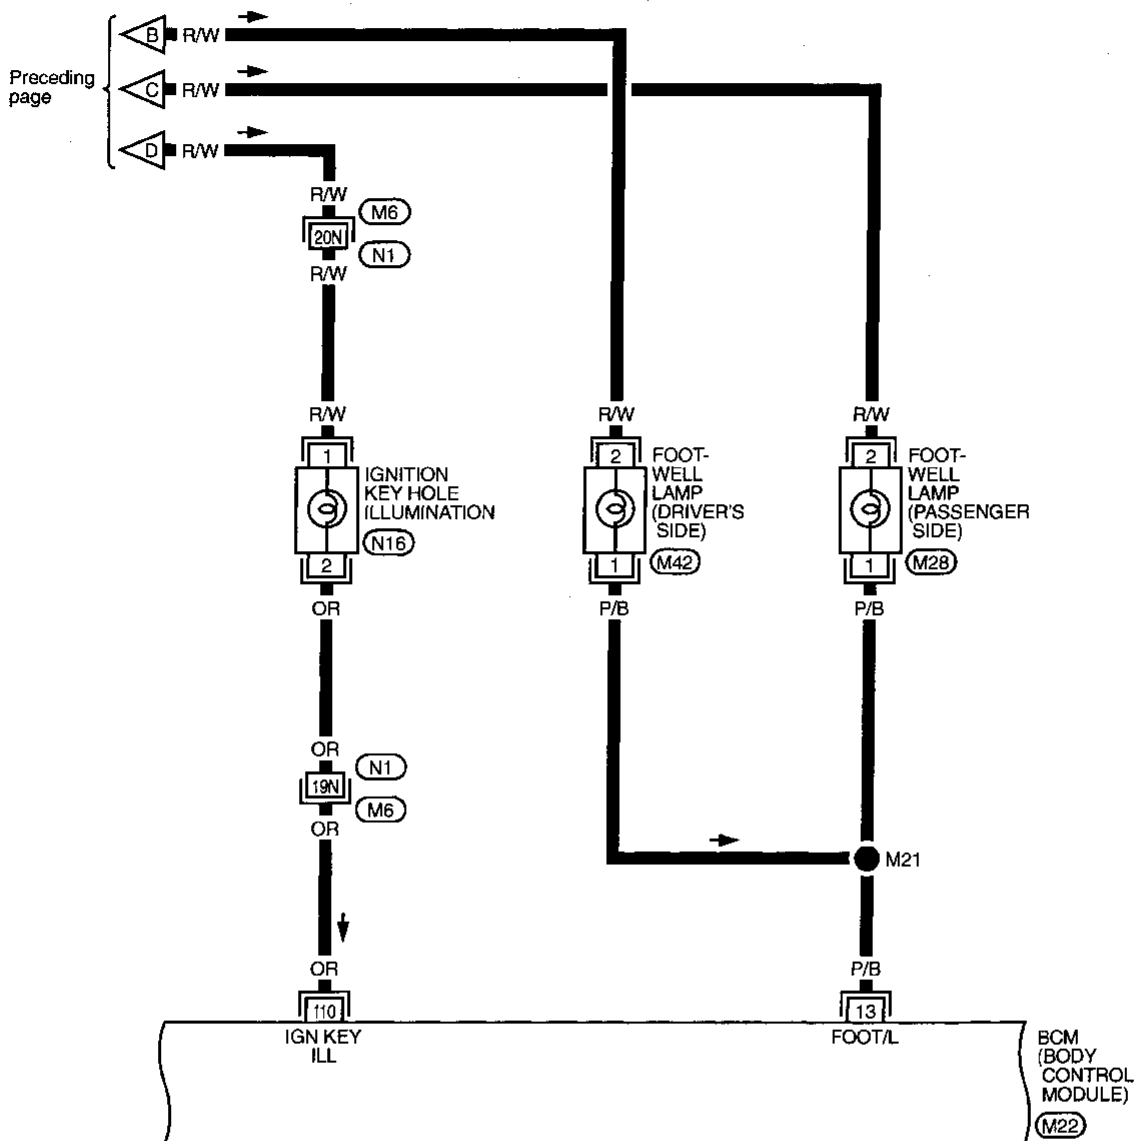 B R/W
Preceding
page
C R/W
D R/W
R/W
M6
20N
N1
R/W
R/W
R/W
R/W
1
IGNITION
KEY HOLE
ILLUMINATION
N16
2
2
FOOT-
WELL
LAMP
(DRIVER'S
SIDE)
M42
1
2
FOOT-
WELL
LAMP
(PASSENGER
SIDE)
M28
1
OR
P/B
P/B
OR
N1
19N
M6
OR
M21
OR
P/B
110
13
IGN KEY
ILL
FOOT/L
BCM
(BODY
CONTROL
MODULE)
M22